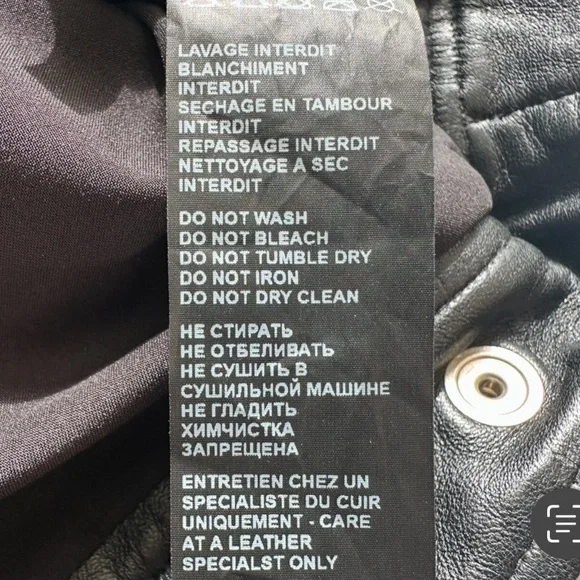 LAVAGE INTERDIT
BLANCHIMENT
INTERDIT
SECHAGE EN TAMBOUR
INTERDIT
REPASSAGE INTERDIT
NETTOYAGE A SEC
INTERDIT
DO NOT WASH
DO NOT BLEACH
DO NOT TUMBLE DRY
DO NOT IRON
DO NOT DRY CLEAN
НЕ СТИРАТЬ
НЕ ОТБЕЛИВАТЬ
НЕ СУШИТЬ В
СУШИЛЬНОЙ МАШИНЕ
НЕ ГЛАДИТЬ
ХИМЧИСТКА
ЗАПРЕЩЕНА
ENTRETIEN CHEZ UN
SPECIALISTE DU CUIR
UNIQUEMENT - CARE
AT A LEATHER
SPECIALST ONLY